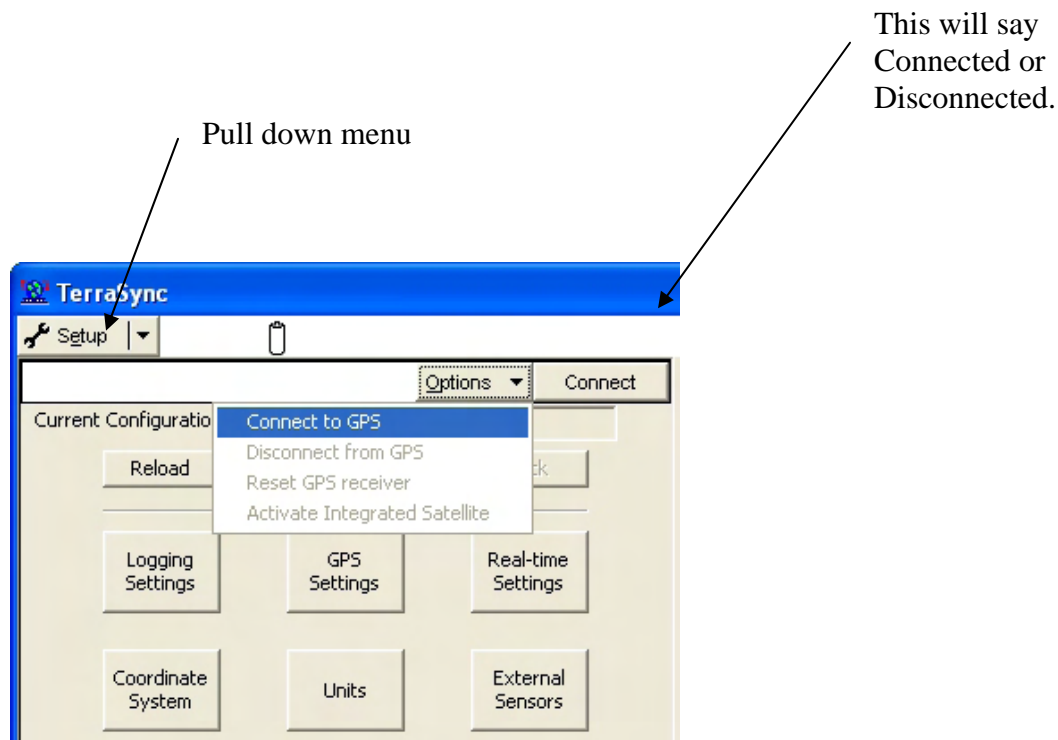 This will say
Connected or
Disconnected.
Pull down menu
TerraSync
Setup
Options Connect
Current Configuratio
Connect to GPS
Disconnect from GPS
Reload
Reset GPS receiver
Activate Integrated Satellite
Logging
Settings
GPS
Settings
Real-time
Settings
Coordinate
System
Units
External
Sensors